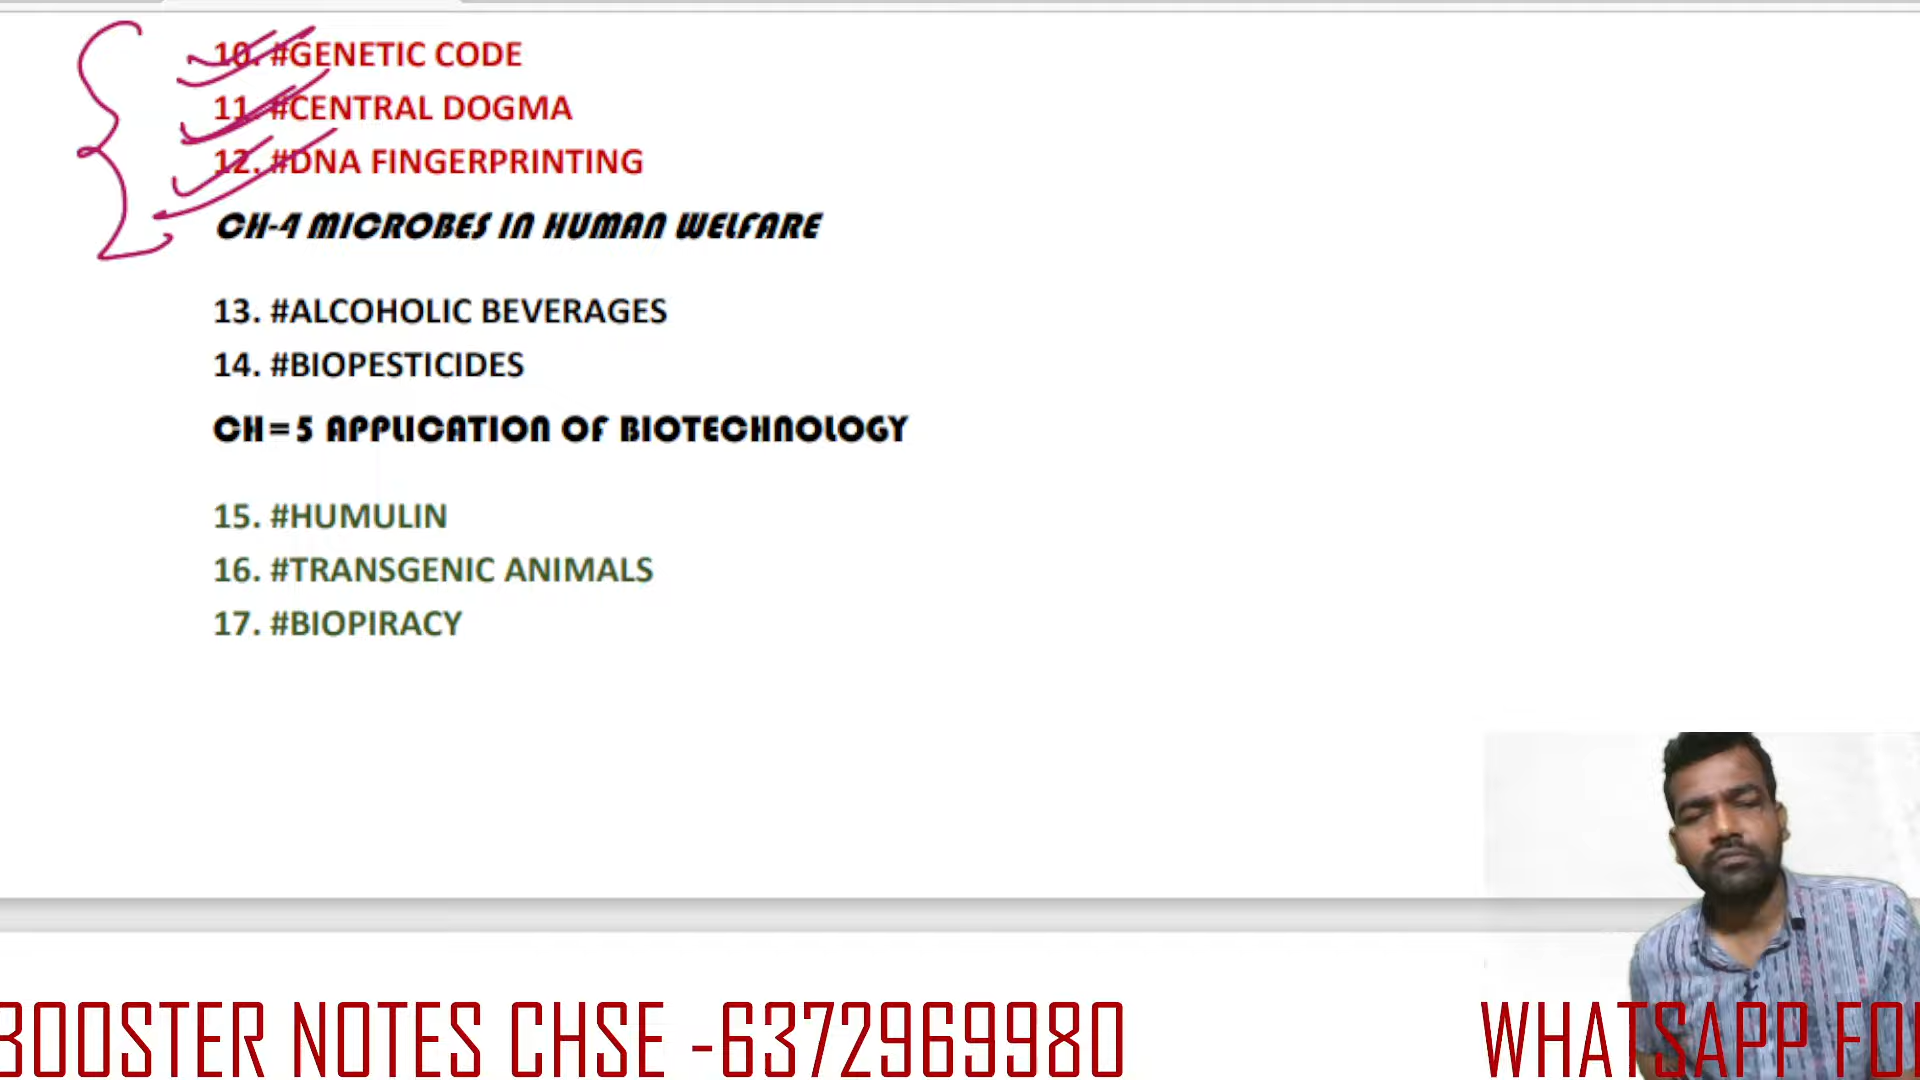 10. #GENETIC CODE
11. #CENTRAL DOGMA
12. #DNA FINGERPRINTING
CH-4 MICROBES IN HUMAN WELFARE
13. #ALCOHOLIC BEVERAGES
14. #BIOPESTICIDES
CH=5 APPLICATION OF BIOTECHNOLOGY
15. #HUMULIN
16. #TRANSGENIC ANIMALS
17. #BIOPIRACY
BOOSTER NOTES CHSE -6372969980 WHATSAPP FO